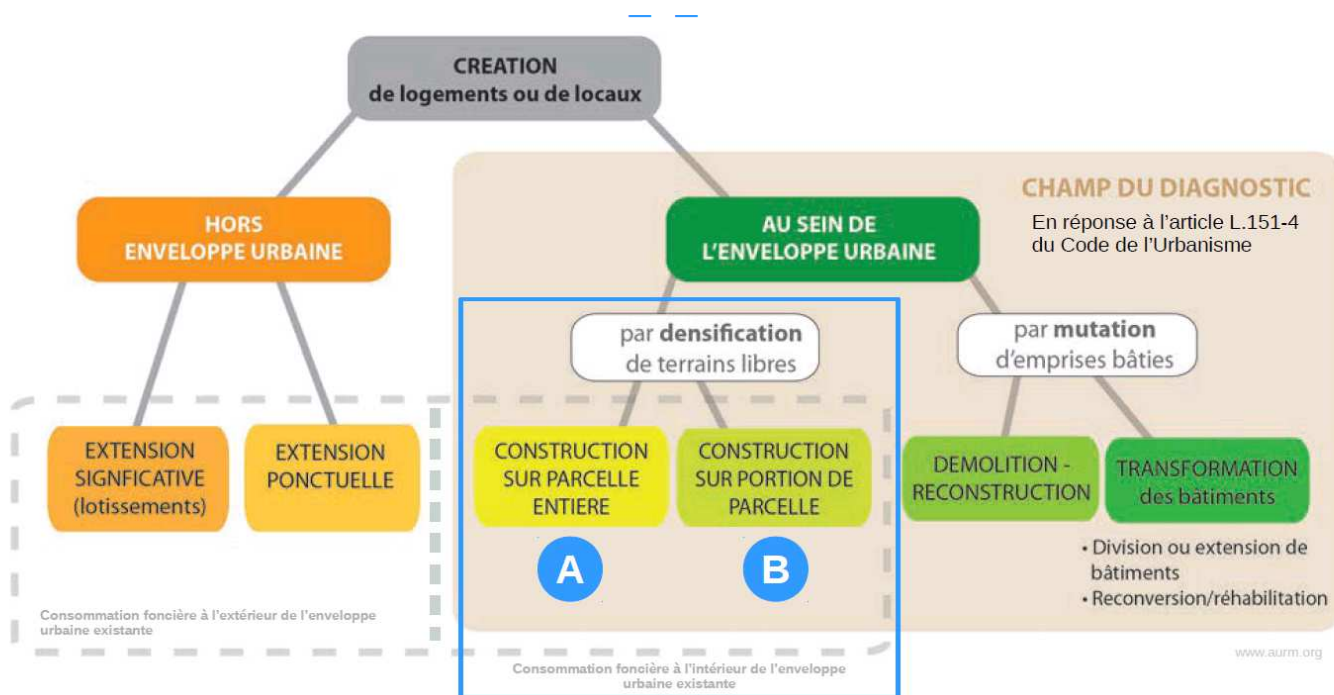 CREATION
de logements ou de locaux
CHAMP DU DIAGNOSTIC
En réponse à l'article L.151-4
du Code de l'Urbanisme
HORS
ENVELOPPE URBAINE
AU SEIN DE
L'ENVELOPPE URBAINE
par densification
de terrains libres
par mutation
d'emprises bâties
EXTENSION
SIGNFICATIVE
(lotissements)
EXTENSION
PONCTUELLE
CONSTRUCTION
SUR PARCELLE
ENTIERE
CONSTRUCTION
SUR PORTION DE
PARCELLE
DEMOLITION -
RECONSTRUCTION
TRANSFORMATION
des bâtiments
A
B
• Division ou extension de
bâtiments
• Reconversion/réhabilitation
Consommation foncière à l'extérieur de l'enveloppe
urbaine existante
Consommation foncière à l'intérieur de l'enveloppe
urbaine existante
www.aurm.org